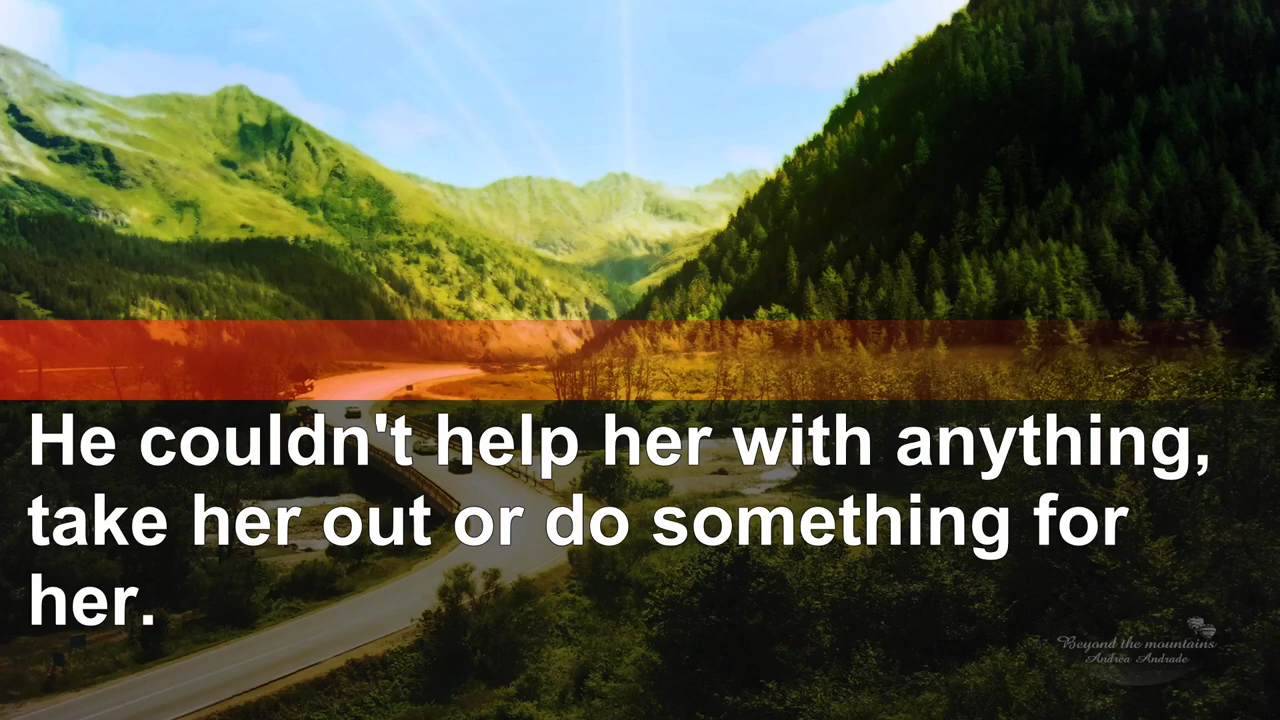 He couldn't help her with anything,
take her out or do something for
her.
Beyond the mountains
Andrea Andrade